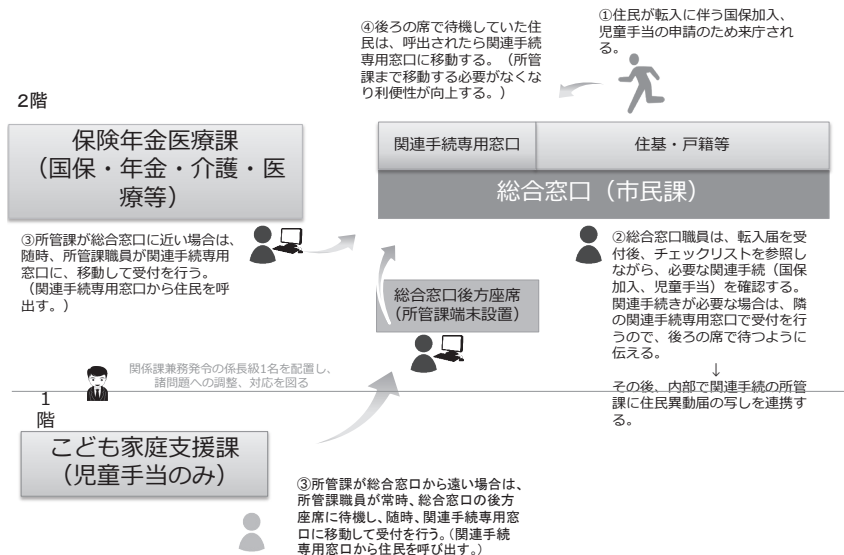 ①住民が転入に伴う国保加入、
児童手当の申請のため来庁され
る。
④後ろの席で待機していた住
民は、呼出されたら関連手続
専用窓口に移動する。（所管
課まで移動する必要がなくな
り利便性が向上する。）
2階
保険年金医療課
（国保・年金・介護・医
療等）
関連手続専用窓口
住基・戸籍等
総合窓口（市民課）
③所管課が総合窓口に近い場合は、
随時、所管課職員が関連手続専用
窓口に、移動して受付を行う。
（関連手続専用窓口から住民を呼
出す。）
②総合窓口職員は、転入届を受
付後、チェックリストを参照し
ながら、必要な関連手続（国保
加入、児童手当）を確認する。
関連手続きが必要な場合は、隣
の関連手続専用窓口で受付を行
うので、後ろの席で待つように
伝える。
↓
その後、内部で関連手続の所管
課に住民異動届の写しを連携す
る。
総合窓口後方座席
（所管課端末設置）
関係課兼務発令の係長級1名を配置し、
諸問題への調整、対応を図る
1
階
こども家庭支援課
（児童手当のみ）
③所管課が総合窓口から遠い場合は、
所管課職員が常時、総合窓口の後方
座席に待機し、随時、関連手続専用窓
口に移動して受付を行う。（関連手続
専用窓口から住民を呼び出す。）